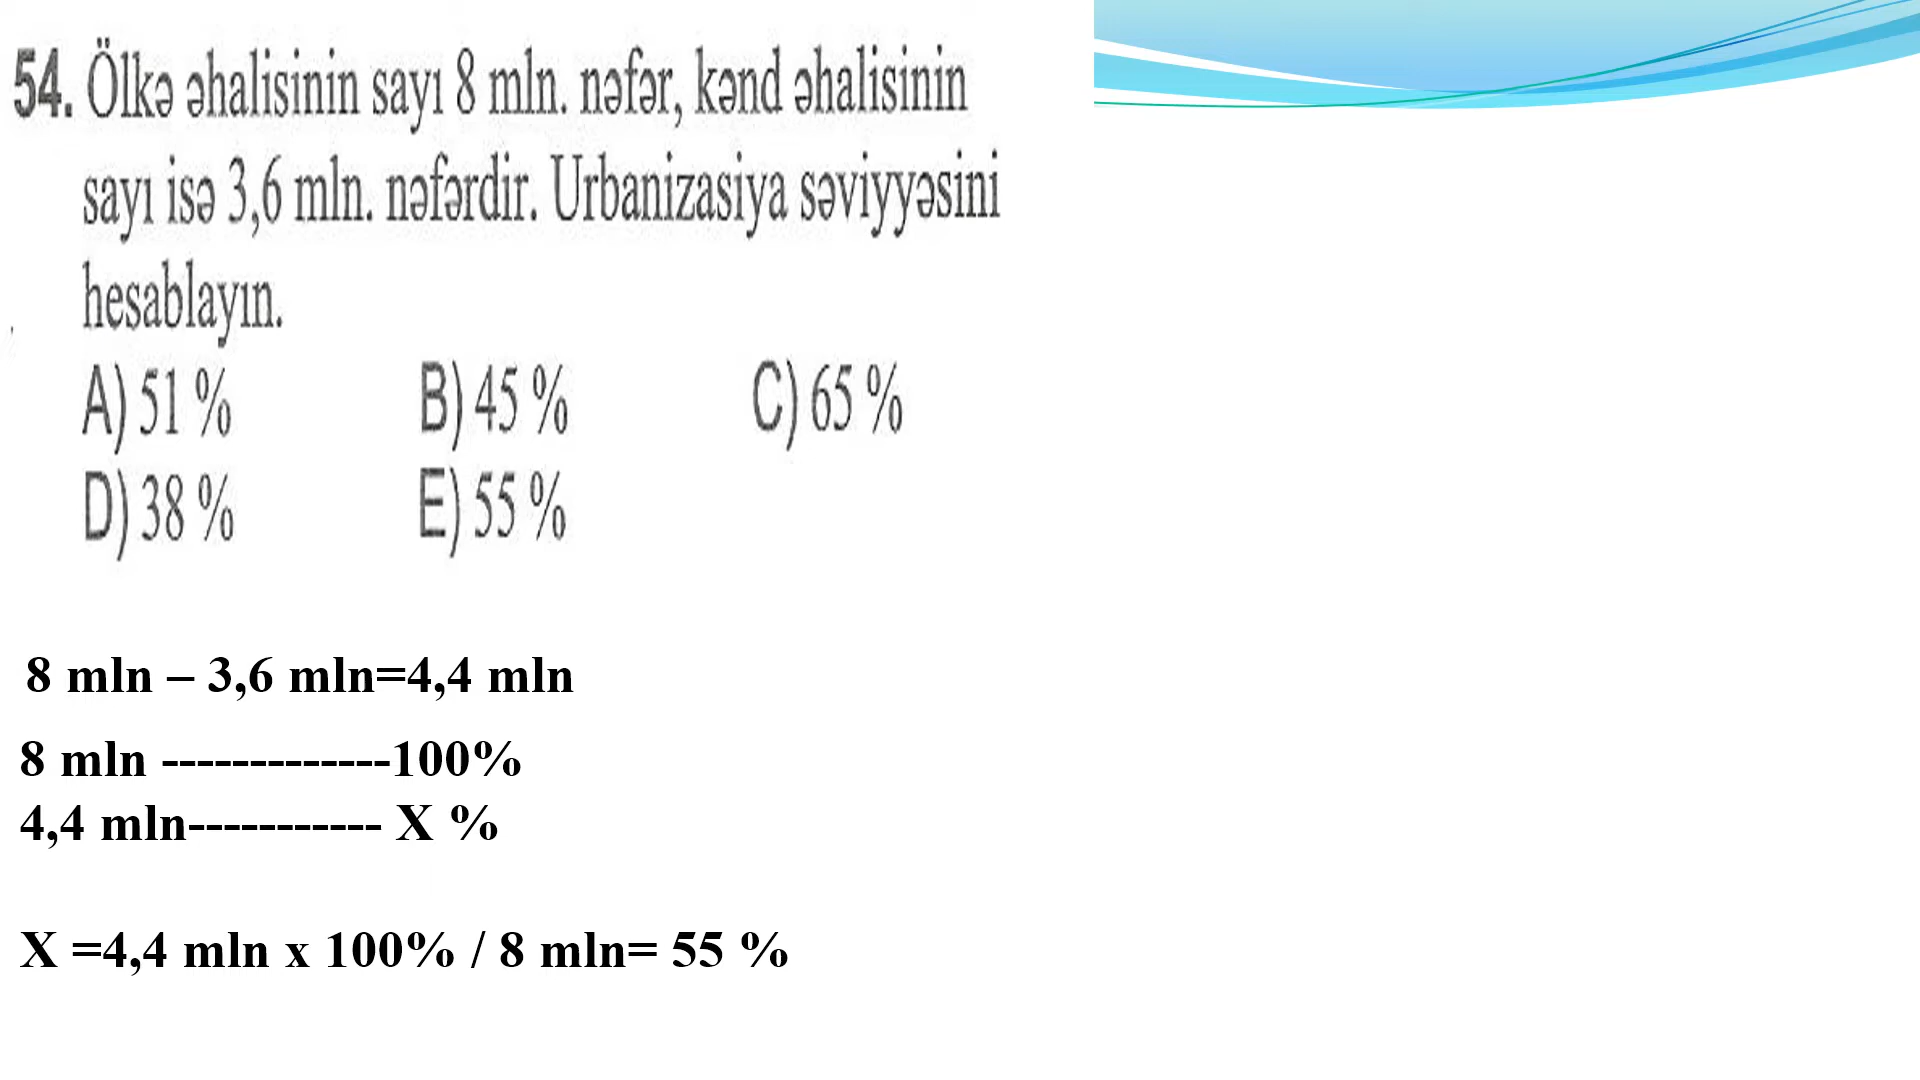 54. Ölkə əhalisinin sayı 8 mln. nəfər, kənd əhalisinin
sayı isə 3,6 mln. nəfərdir. Urbanizasiya səviyyəsini
hesablayın.
A) 51 % B) 45 % C) 65 %
D) 38 % E) 55 %
8 mln – 3,6 mln=4,4 mln
8 mln -------------100%
4,4 mln----------- X %
X =4,4 mln x 100% / 8 mln= 55 %